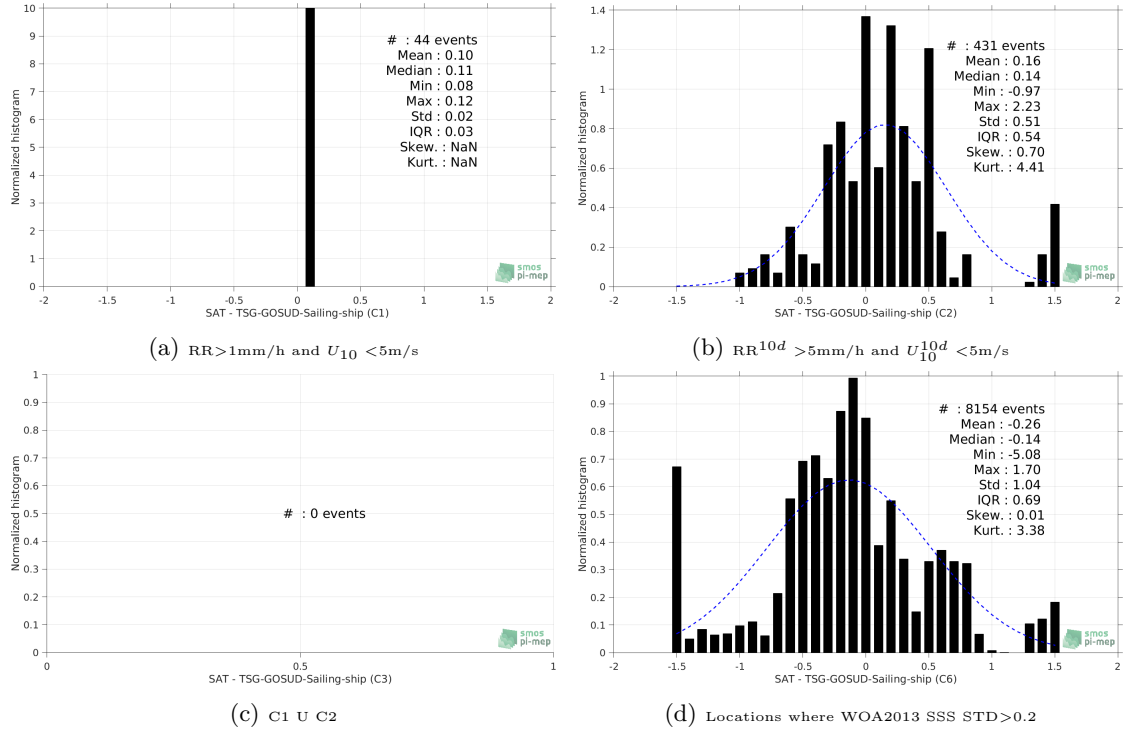 10
9
8
7
6
5
4
3
2
1
0
Normalized histogram
# : 44 events
Mean : 0.10
Median : 0.11
Min : 0.08
Max : 0.12
Std : 0.02
IQR : 0.03
Skew. : NaN
Kurt. : NaN
smos
pi-mep
-2 -1.5 -1 -0.5 0 0.5 1 1.5 2
SAT - TSG-GOSUD-Sailing-ship (C1)
(a) RR>1mm/h and U10 <5m/s
1.4
1.2
1
0.8
0.6
0.4
0.2
0
Normalized histogram
# : 431 events
Mean : 0.16
Median : 0.14
Min : -0.97
Max : 2.23
Std : 0.51
IQR : 0.54
Skew. : 0.70
Kurt. : 4.41
smos
pi-mep
-2 -1.5 -1 -0.5 0 0.5 1 1.5 2
SAT - TSG-GOSUD-Sailing-ship (C2)
(b) RR10d >5mm/h and U10d10 <5m/s
1
0.9
0.8
0.7
0.6
0.5
0.4
0.3
0.2
0.1
0
Normalized histogram
# : 0 events
smos
pi-mep
0 0.5 1
SAT - TSG-GOSUD-Sailing-ship (C3)
(c) C1 U C2
1
0.9
0.8
0.7
0.6
0.5
0.4
0.3
0.2
0.1
0
Normalized histogram
# : 8154 events
Mean : -0.26
Median : -0.14
Min : -5.08
Max : 1.70
Std : 1.04
IQR : 0.69
Skew. : 0.01
Kurt. : 3.38
smos
pi-mep
-2 -1.5 -1 -0.5 0 0.5 1 1.5 2
SAT - TSG-GOSUD-Sailing-ship (C6)
(d) Locations where WOA2013 SSS STD>0.2